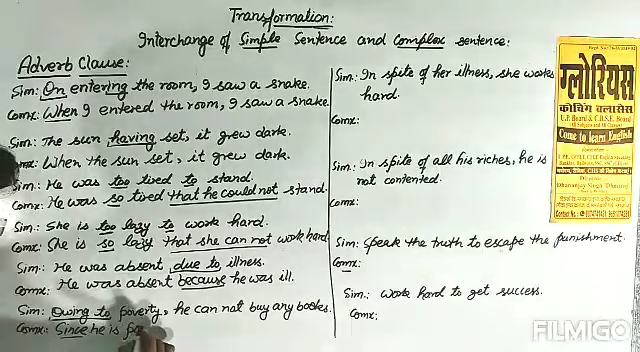 Transformation:
Interchange of Simple Sentence and Complex sentence:
Adverb Clause:
Sim: On entering the room, I saw a snake.
Comx: When I entered the room, I saw a snake.
Sim: The sun having set, it grew dark.
Comx: When the sun set, it grew dark.
Sim: He was too tired to stand.
Comx: He was so tired that he could not stand.
Sim: She is too lazy to work hard.
Comx: She is so lazy that she can not work hard
Sim: He was absent due to illness.
Comx: He was absent because he was ill.
Sim: Owing to poverty, he can not buy any books.
Comx: Since he is po
Sim: In spite of her illness, she works
hard.
Comx:
Sim: In spite of all his riches, he is
not contented.
Comx:
Sim: Speak the truth to escape the punishment.
Comx:
Sim: work hard to get success.
Comx:
ग्लोरियस
कोचिंग क्लासेस
U.P. Board & C.B.S.E. Board
Come to learn English
Dhananjay Singh
FILMIGO